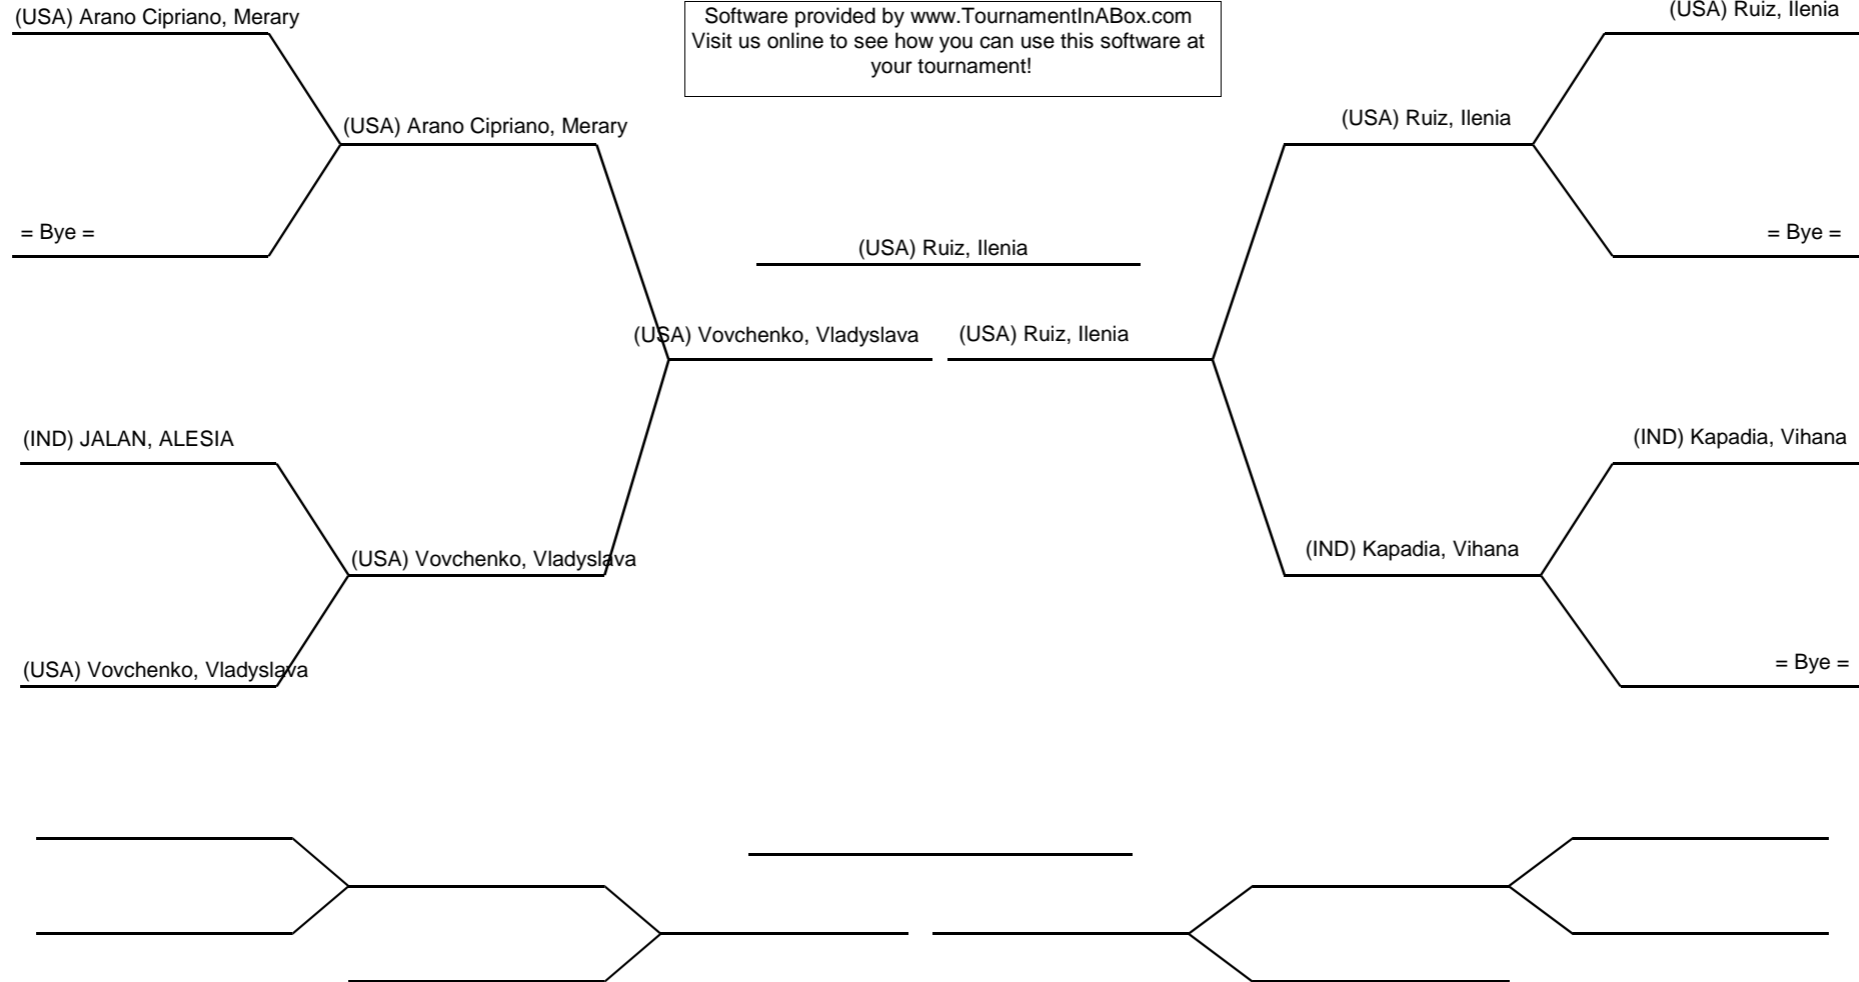 (USA) Arano Cipriano, Merary
Software provided by www.TournamentInABox.com
Visit us online to see how you can use this software at
your tournament!
(USA) Ruiz, Ilenia
(USA) Arano Cipriano, Merary
(USA) Ruiz, Ilenia
= Bye =
(USA) Ruiz, Ilenia
= Bye =
(USA) Vovchenko, Vladyslava
(USA) Ruiz, Ilenia
(IND) JALAN, ALESIA
(IND) Kapadia, Vihana
(USA) Vovchenko, Vladyslava
(IND) Kapadia, Vihana
(USA) Vovchenko, Vladyslava
= Bye =